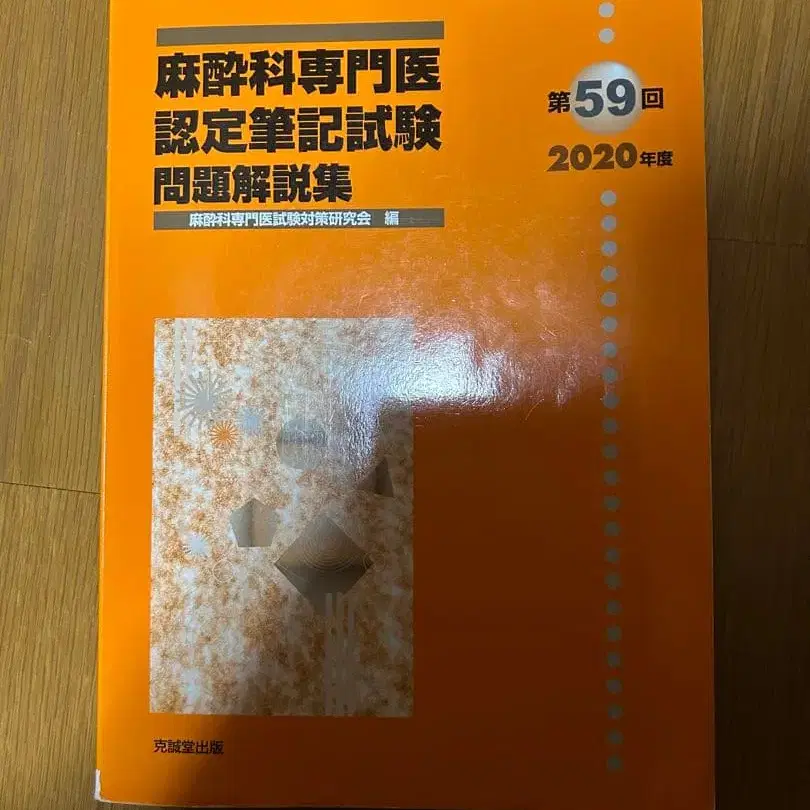 麻酔科専門医
認定筆記試験
問題解説集
麻酔科専門医試験対策研究会 編
第59回
2020年度
克誠堂出版